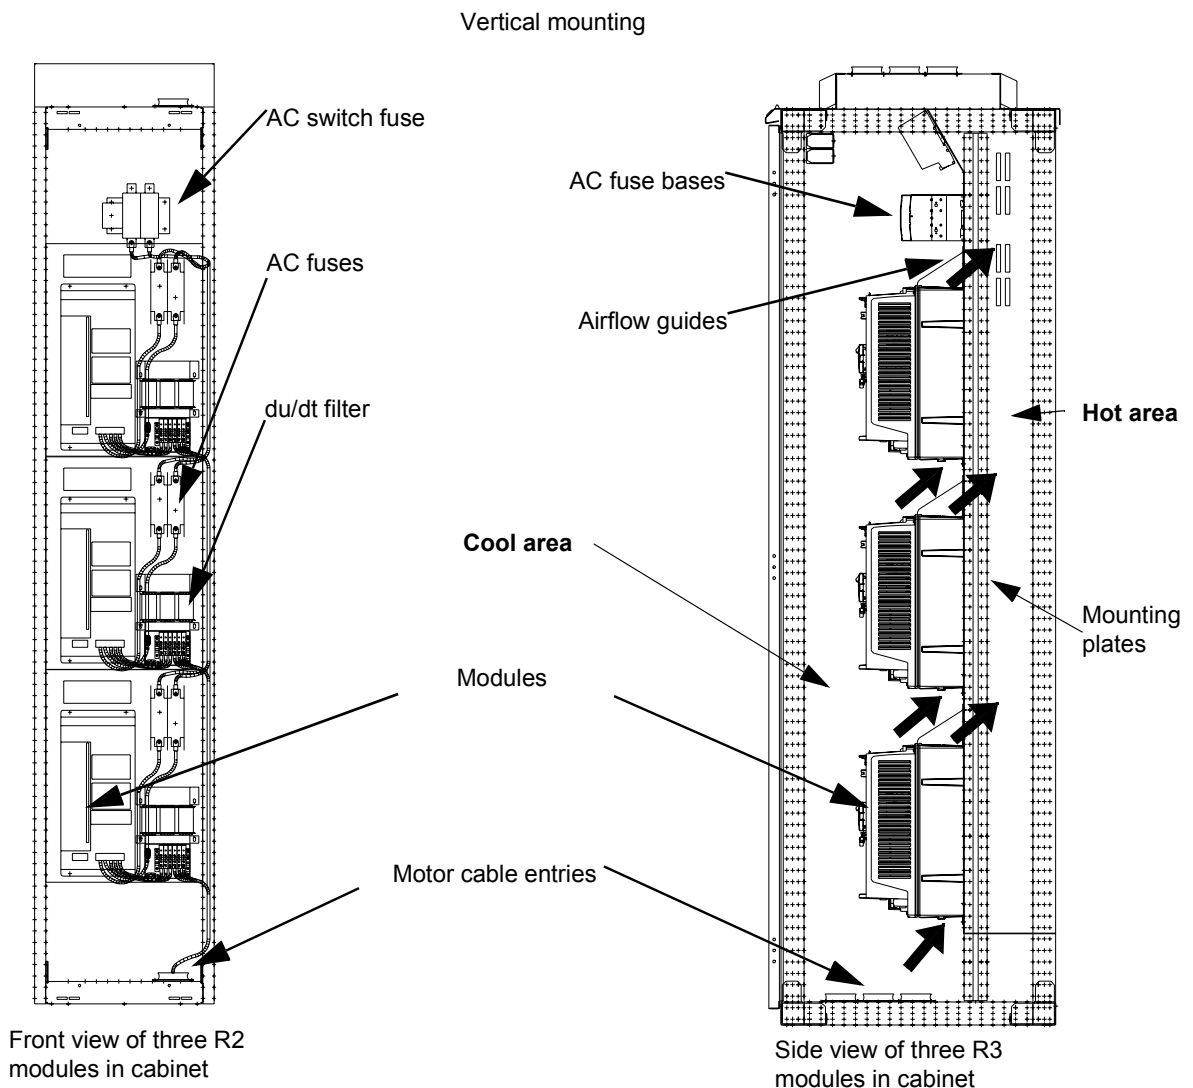 Vertical mounting
AC switch fuse
AC fuses
du/dt filter
AC fuse bases
Airflow guides
Hot area
Cool area
Mounting
plates
Modules
Motor cable entries
Front view of three R2
modules in cabinet
Side view of three R3
modules in cabinet